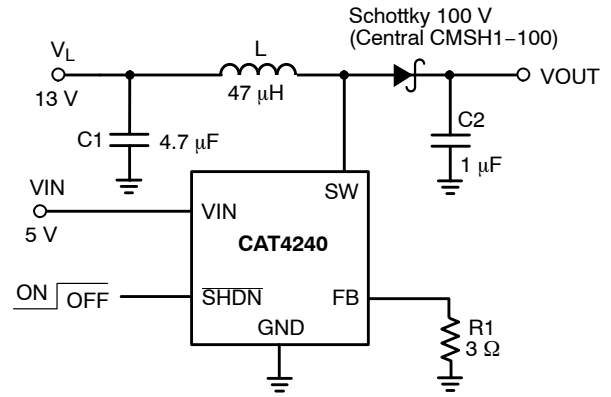 Schottky 100 V
(Central CMSH1−100)
VL
L
VOUT
13 V
47 μH
C1
4.7 μF
C2
1 μF
SW
VIN
VIN
5 V
CAT4240
ON
OFF
SHDN
FB
GND
R1
3 Ω